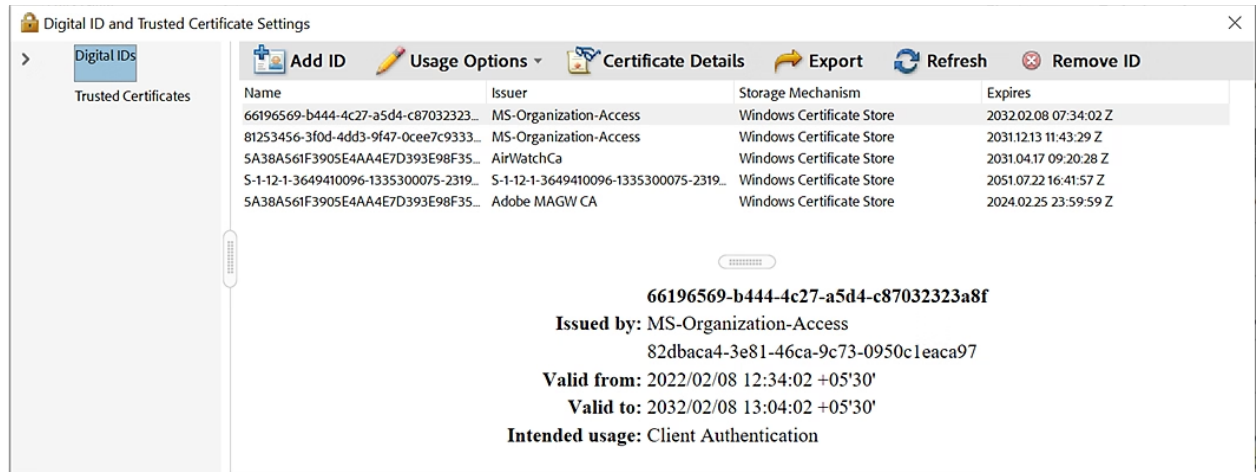 Digital ID and Trusted Certificate Settings
Digital IDs
Trusted Certificates
Add ID Usage Options Certificate Details Export Refresh Remove ID
Name Issuer Storage Mechanism Expires
66196569-b444-4c27-a5d4-c87032323... MS-Organization-Access Windows Certificate Store 2032.02.08 07:34:02 Z
81253456-3f0d-4dd3-9f47-0cee7c9333... MS-Organization-Access Windows Certificate Store 2031.12.13 11:43:29 Z
5A38A561F3905E4AA4E7D393E98F35... AirWatchCa Windows Certificate Store 2031.04.17 09:20:28 Z
S-1-12-1-3649410096-1335300075-2319... S-1-12-1-3649410096-1335300075-2319... Windows Certificate Store 2051.07.22 16:41:57 Z
5A38A561F3905E4AA4E7D393E98F35... Adobe MAGW CA Windows Certificate Store 2024.02.25 23:59:59 Z
66196569-b444-4c27-a5d4-c87032323a8f
Issued by: MS-Organization-Access
82dbaca4-3e81-46ca-9c73-0950c1eaca97
Valid from: 2022/02/08 12:34:02 +05'30'
Valid to: 2032/02/08 13:04:02 +05'30'
Intended usage: Client Authentication